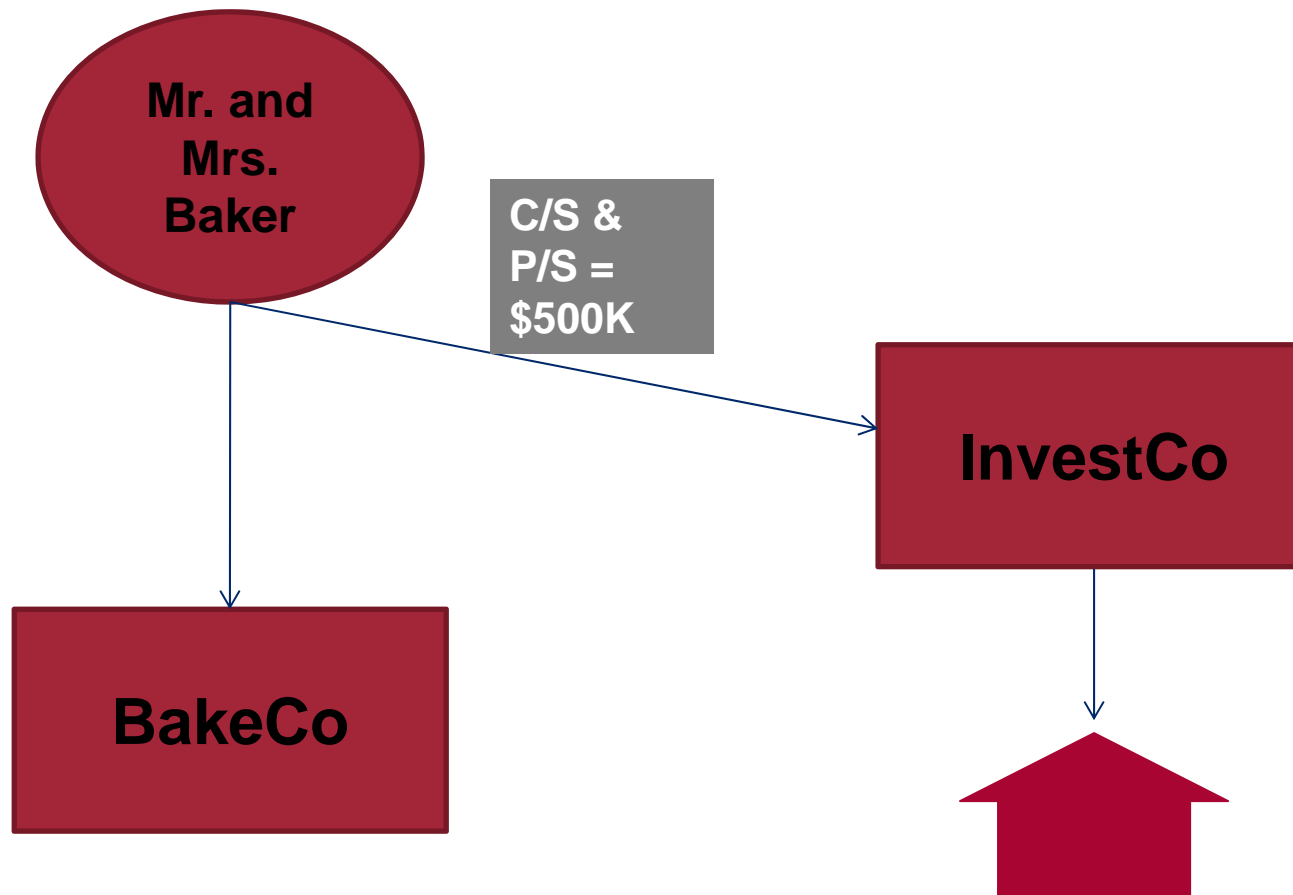 Mr. and
Mrs.
Baker
C/S &
P/S =
$500K
InvestCo
BakeCo